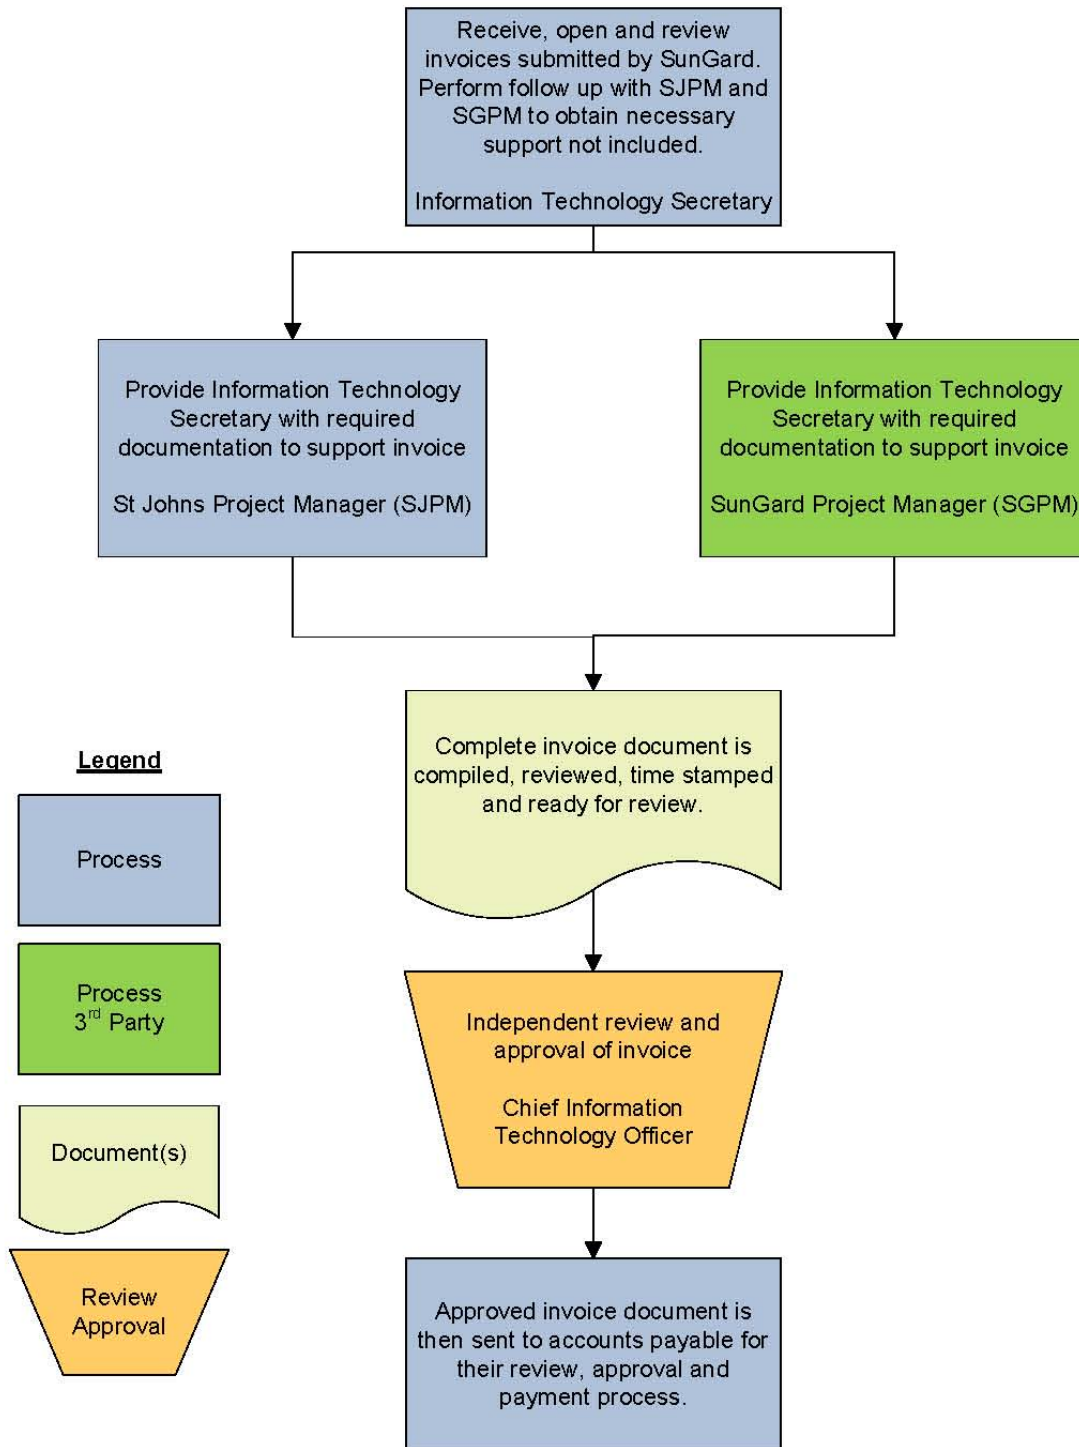 Receive, open and review
invoices submitted by SunGard.
Perform follow up with SJPM and
SGPM to obtain necessary
support not included.
Information Technology Secretary
Provide Information Technology
Secretary with required
documentation to support invoice
St Johns Project Manager (SJPM)
Provide Information Technology
Secretary with required
documentation to support invoice
SunGard Project Manager (SGPM)
Complete invoice document is
compiled, reviewed, time stamped
and ready for review.
Independent review and
approval of invoice
Chief Information
Technology Officer
Approved invoice document is
then sent to accounts payable for
their review, approval and
payment process.
Legend
Process
Process
3rd Party
Document(s)
Review
Approval